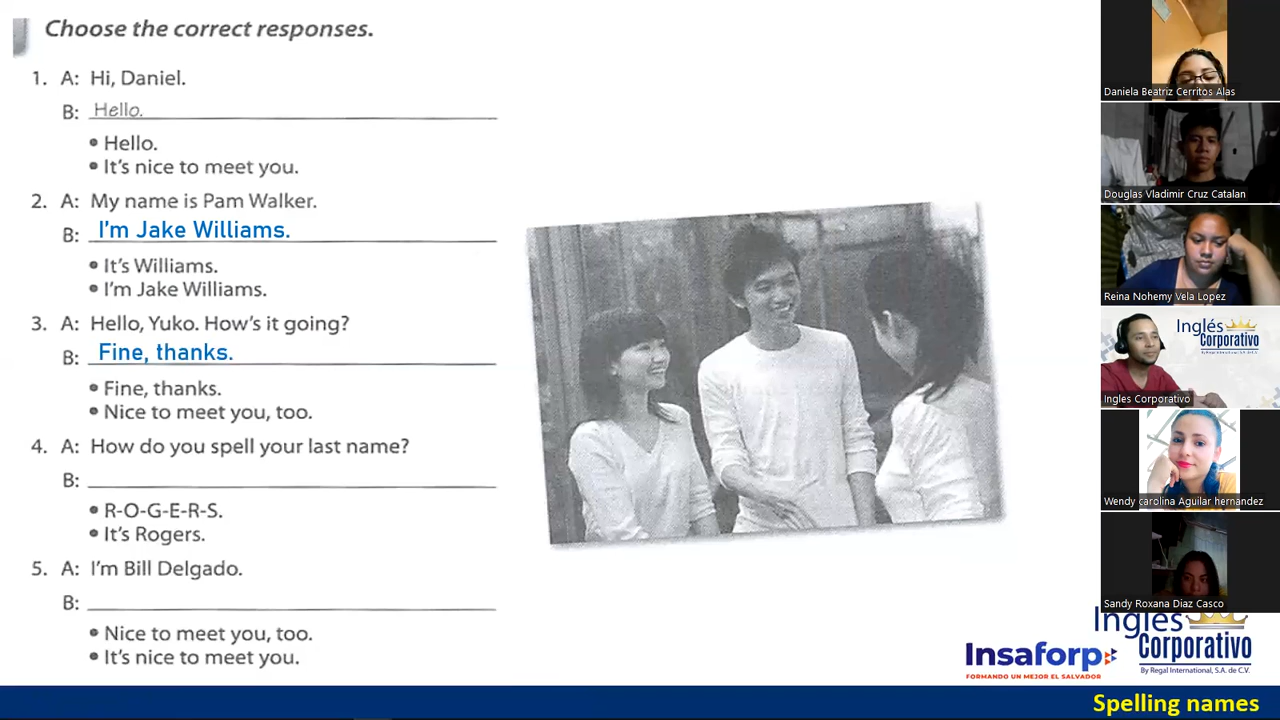 Choose the correct responses.
1. A: Hi, Daniel.
B: Hello.
• Hello.
• It's nice to meet you.
2. A: My name is Pam Walker.
B: I'm Jake Williams.
• It's Williams.
• I'm Jake Williams.
3. A: Hello, Yuko. How's it going?
B: Fine, thanks.
• Fine, thanks.
• Nice to meet you, too.
4. A: How do you spell your last name?
B:
• R-O-G-E-R-S.
• It's Rogers.
5. A: I'm Bill Delgado.
B:
• Nice to meet you, too.
• It's nice to meet you.
Daniela Beatriz Cerritos Alas
Douglas Vladimir Cruz Catalan
Reina Nohemy Vela Lopez
Inglés
Corporativo
By Regal International, S.A. de C.V.
Ingles Corporativo
Wendy carolina Aguilar hernandez
Sandy Roxana Diaz Casco
Insaforp
FORMANDO UN MEJOR EL SALVADOR
Inglés
Corporativo
By Regal International, S.A. de C.V.
Spelling names